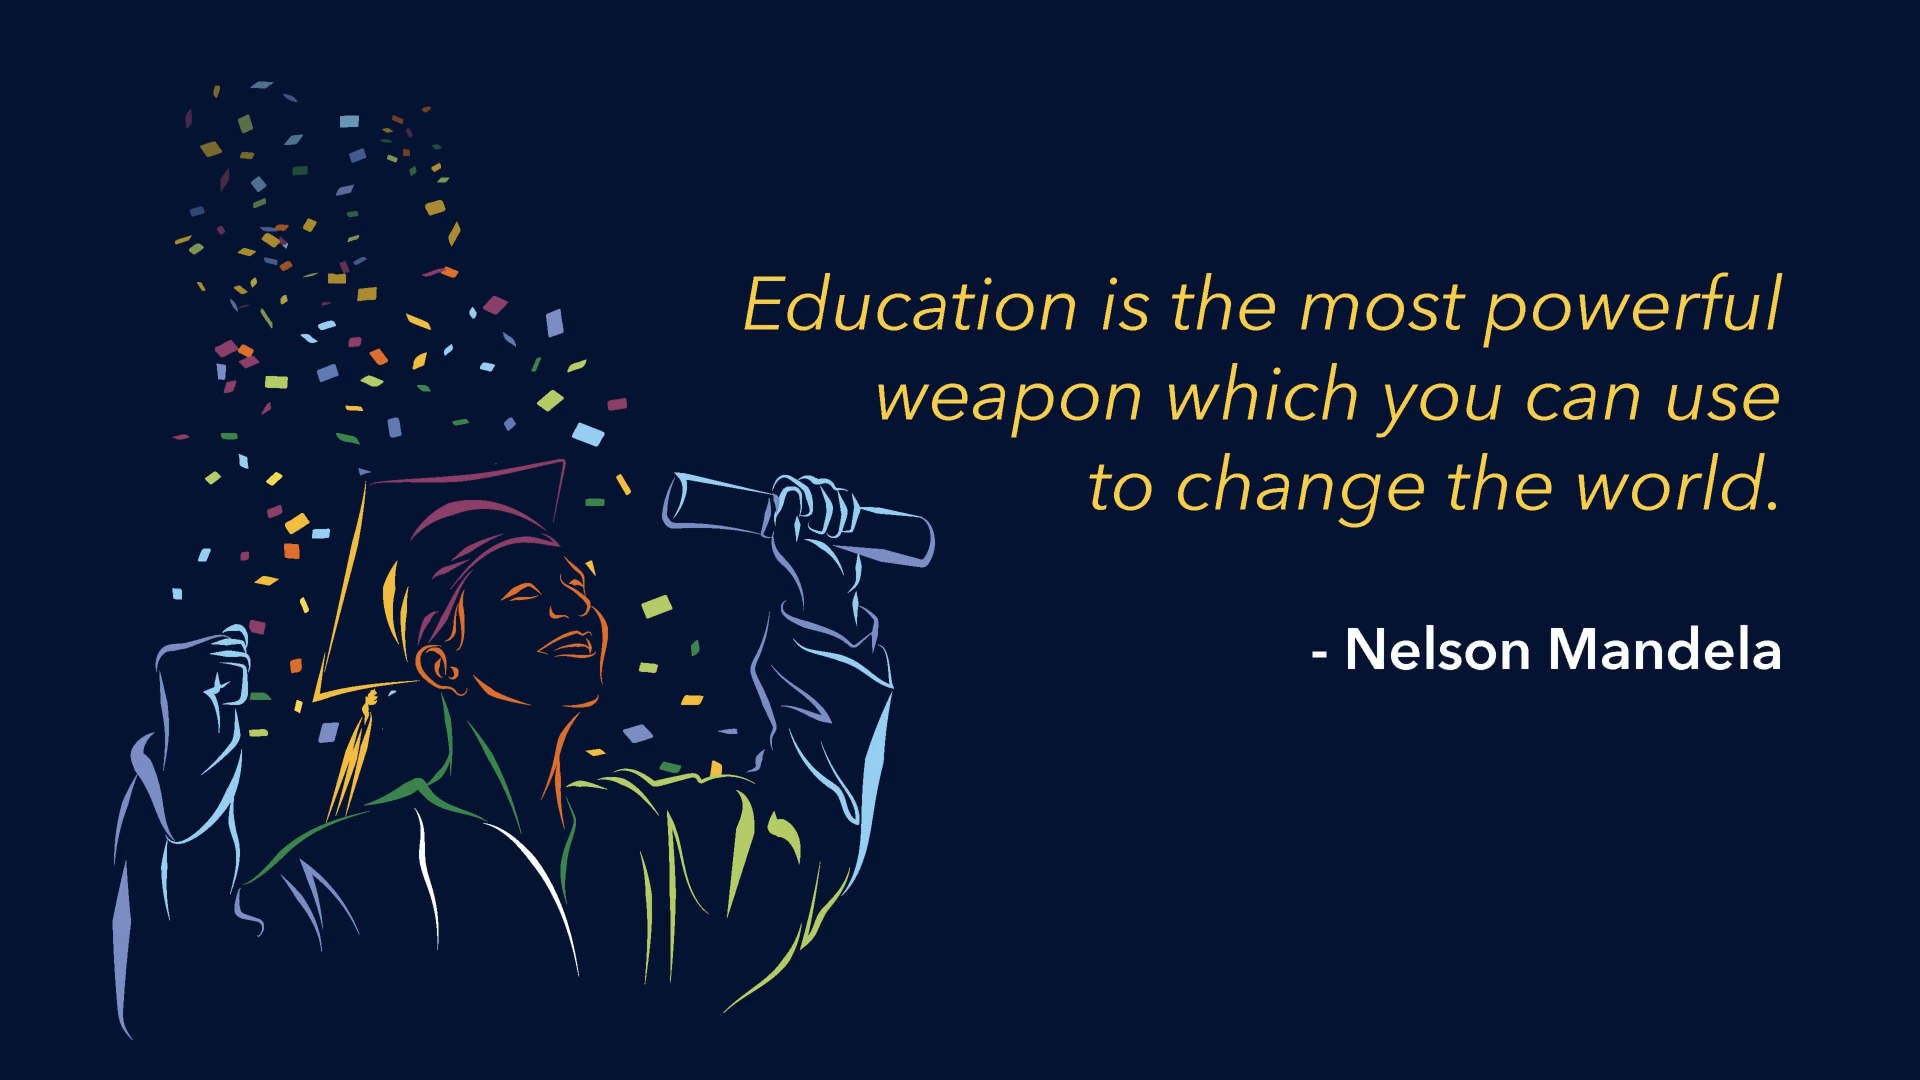 Education is the most powerful
weapon which you can use
to change the world.
- Nelson Mandela